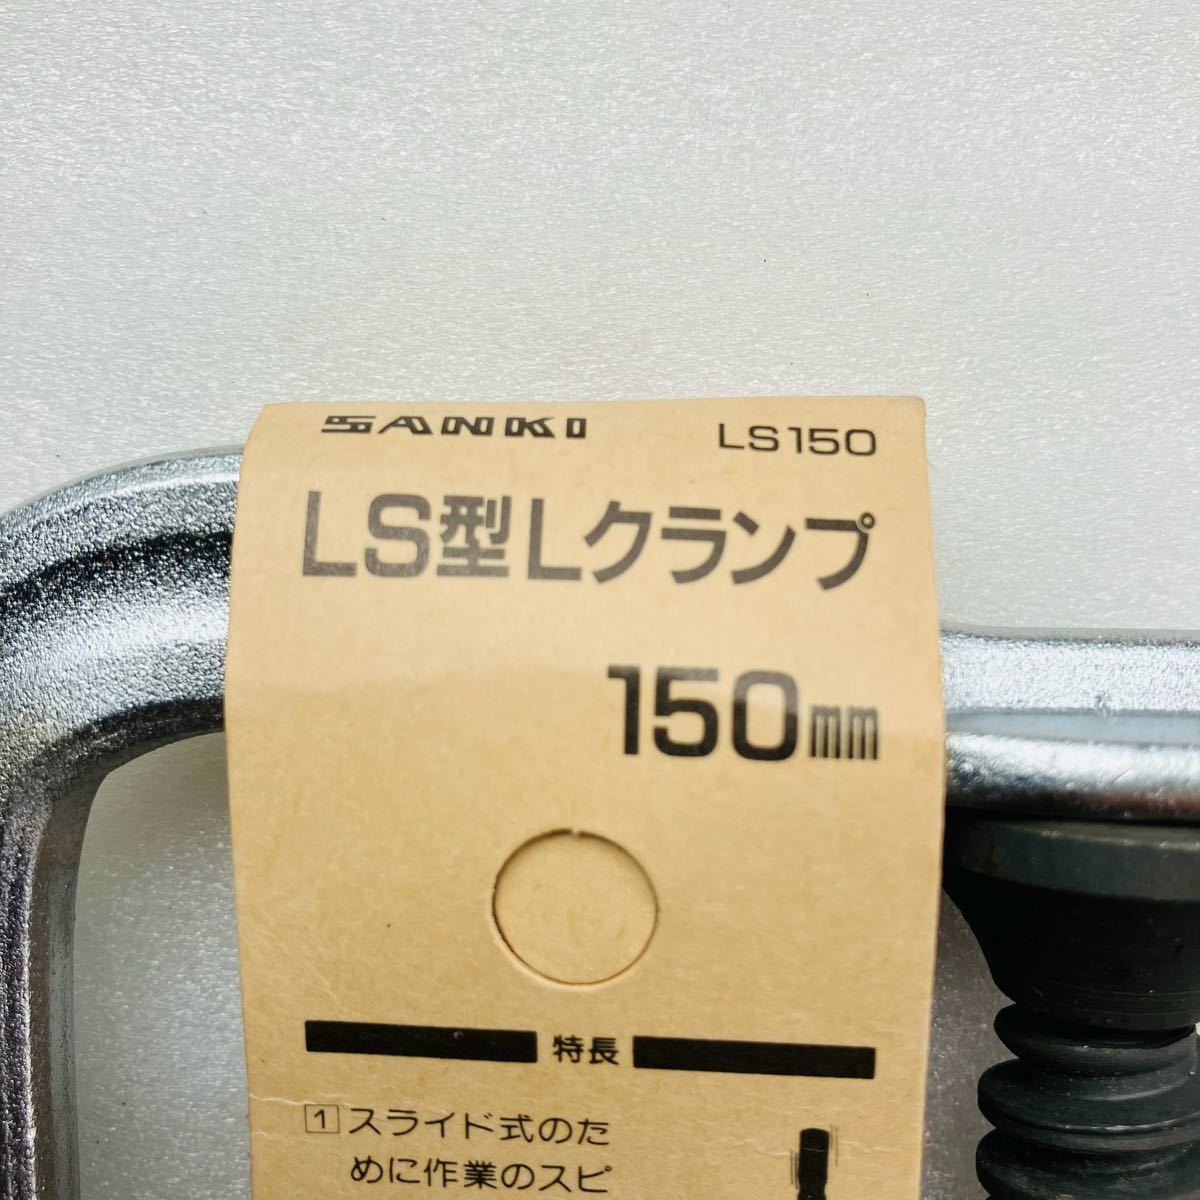 SANKI LS150
LS型Lクランプ
150mm
特長
1 スライド式のた
めに作業のスピ